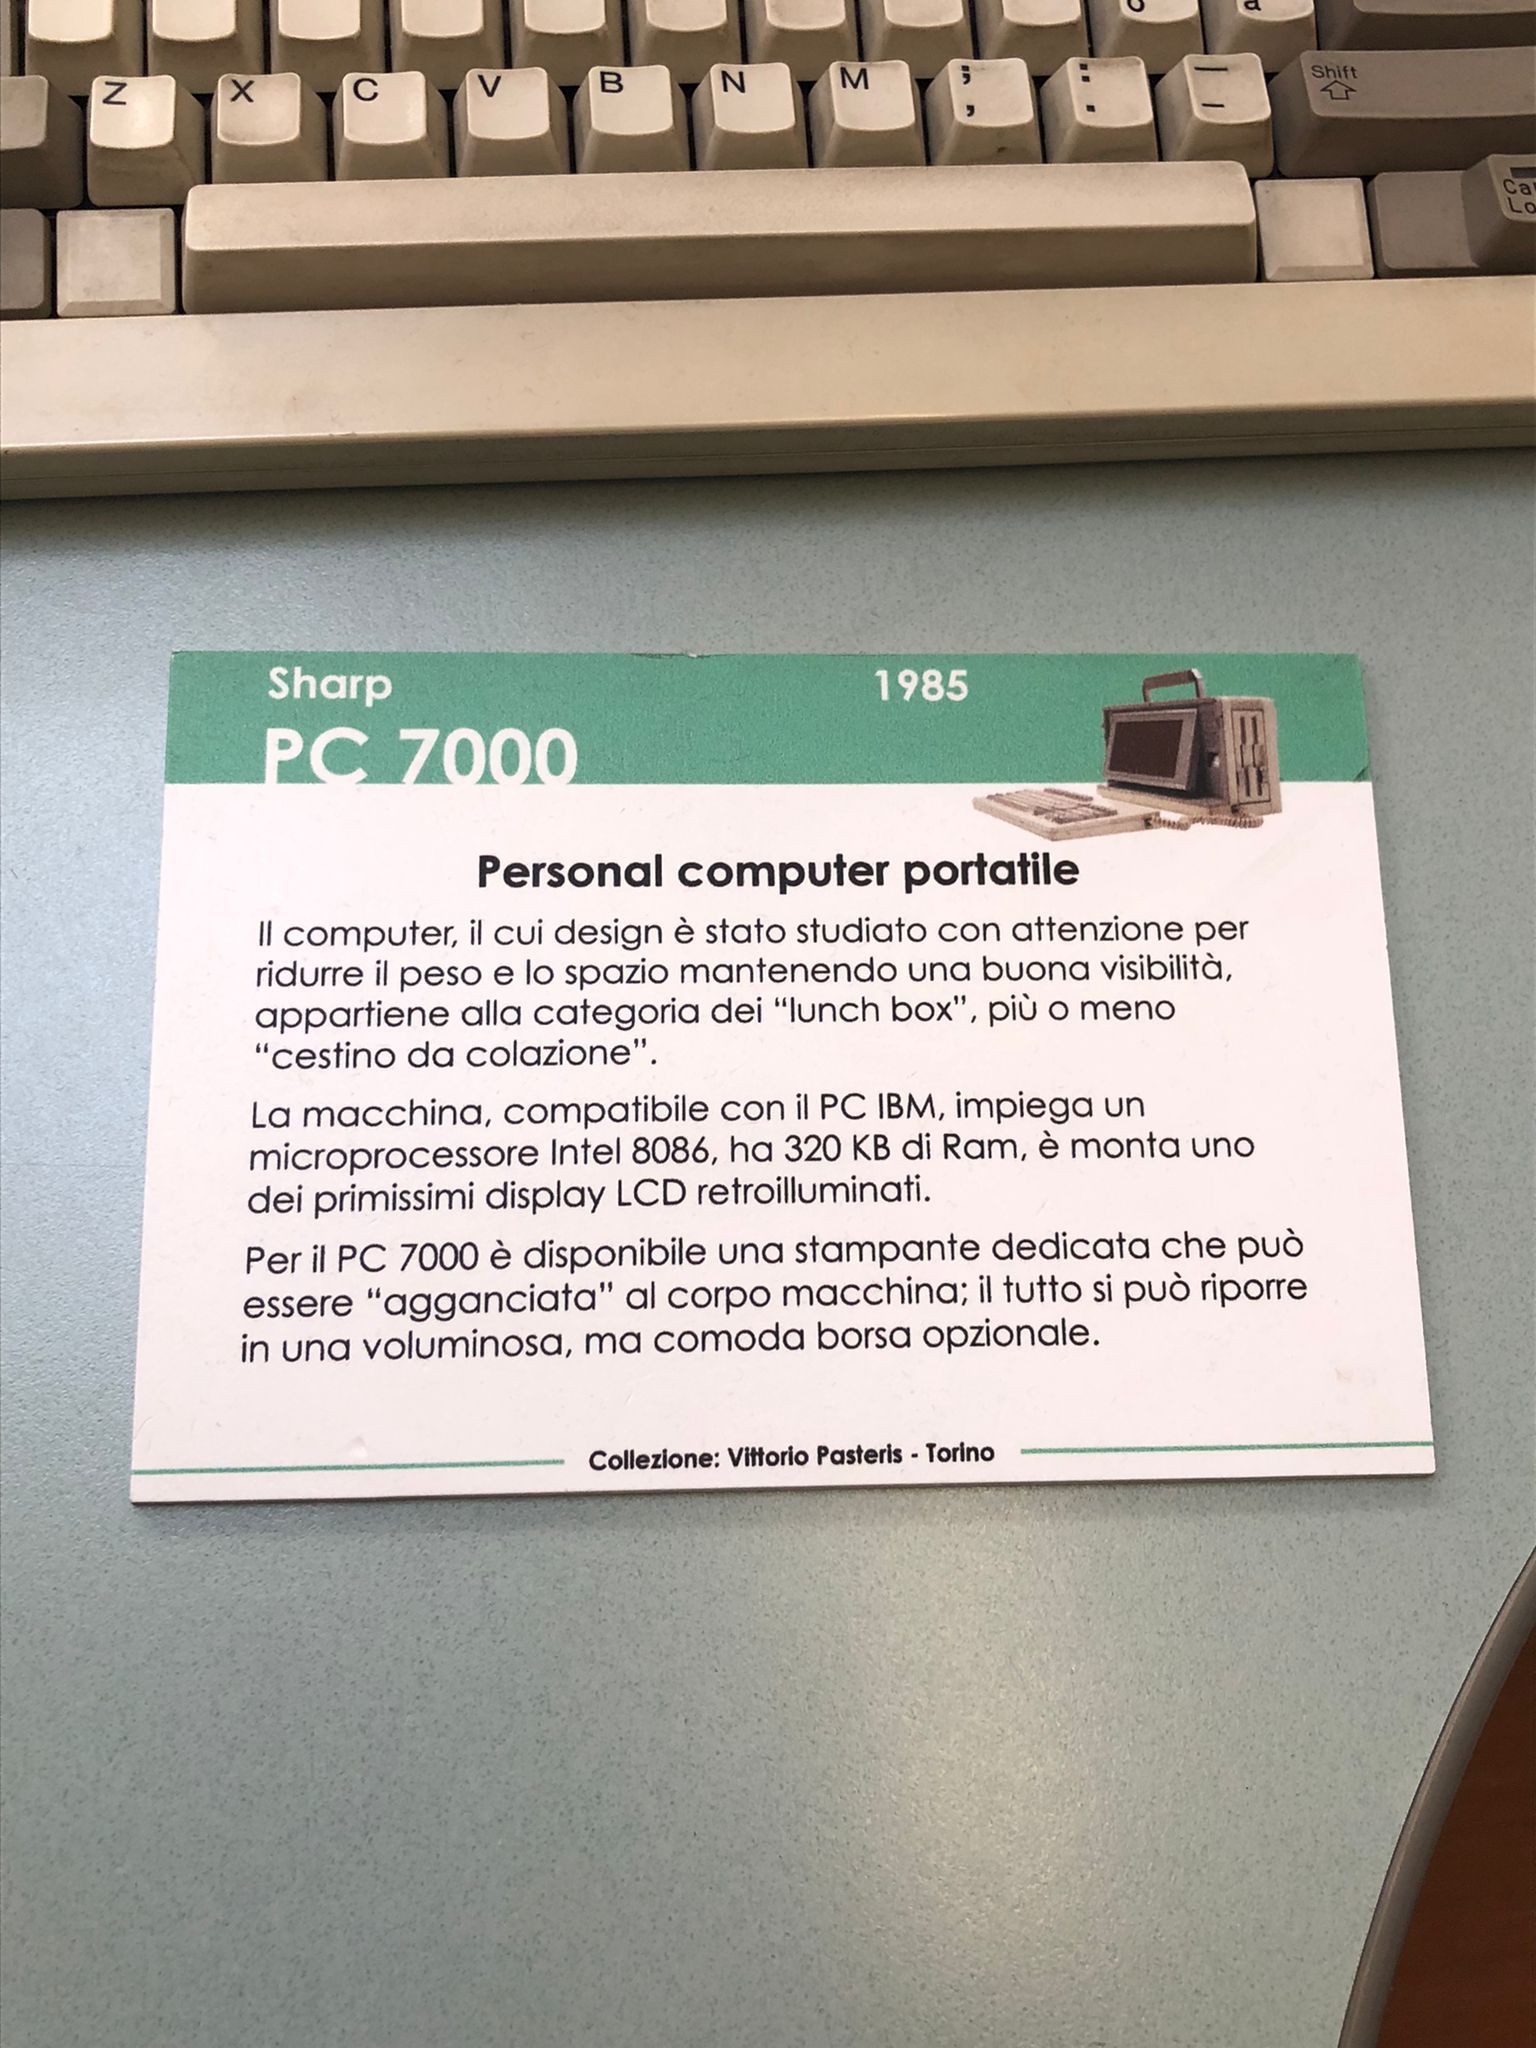 Z X C V B N M ; , : . — –
Shift
Sharp
1985
PC 7000
Personal computer portatile
Il computer, il cui design è stato studiato con attenzione per
ridurre il peso e lo spazio mantenendo una buona visibilità,
appartiene alla categoria dei “lunch box”, più o meno
“cestino da colazione”.
La macchina, compatibile con il PC IBM, impiega un
microprocessore Intel 8086, ha 320 KB di Ram, è monta uno
dei primissimi display LCD retroilluminati.
Per il PC 7000 è disponibile una stampante dedicata che può
essere “agganciata” al corpo macchina; il tutto si può riporre
in una voluminosa, ma comoda borsa opzionale.
Collezione: Vittorio Pasteris - Torino